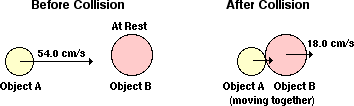 Before Collision
After Collision
At Rest
54.0 cm/s
18.0 cm/s
Object A
Object B
Object A
Object B
(moving together)